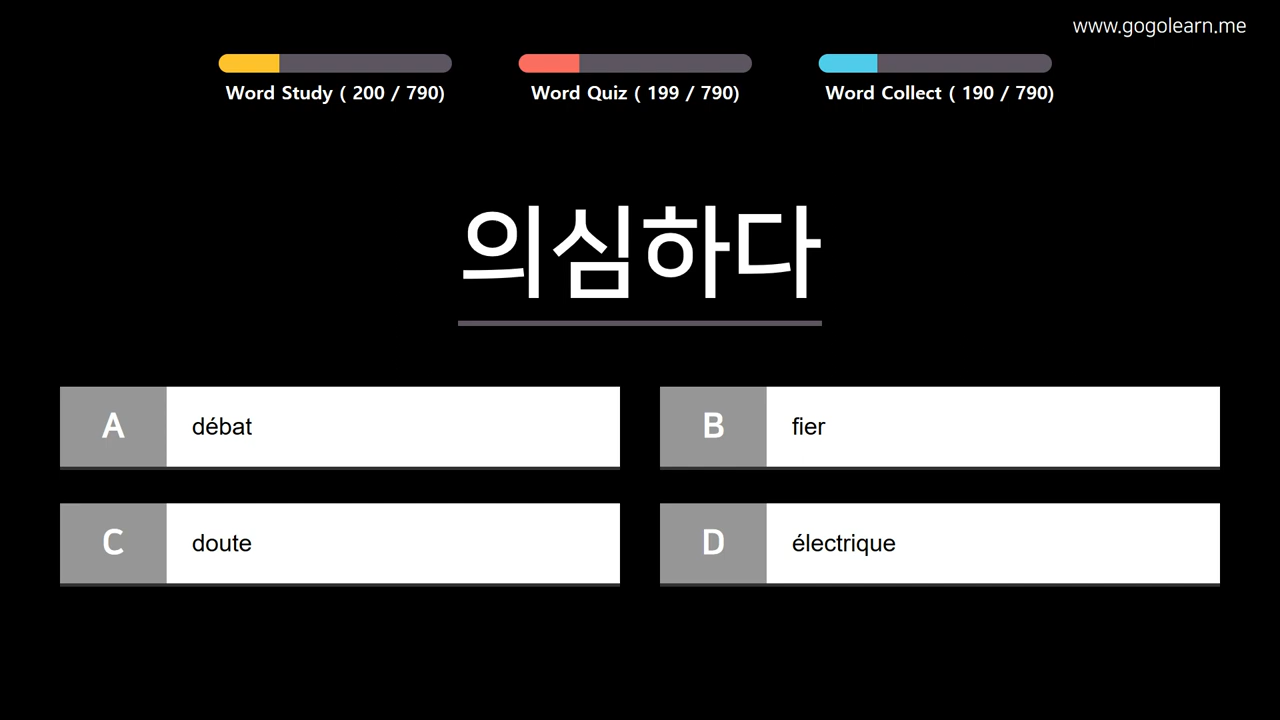 www.gogolearn.me
Word Study ( 200 / 790)
Word Quiz ( 199 / 790)
Word Collect ( 190 / 790)
의심하다
A débat
B fier
C doute
D électrique